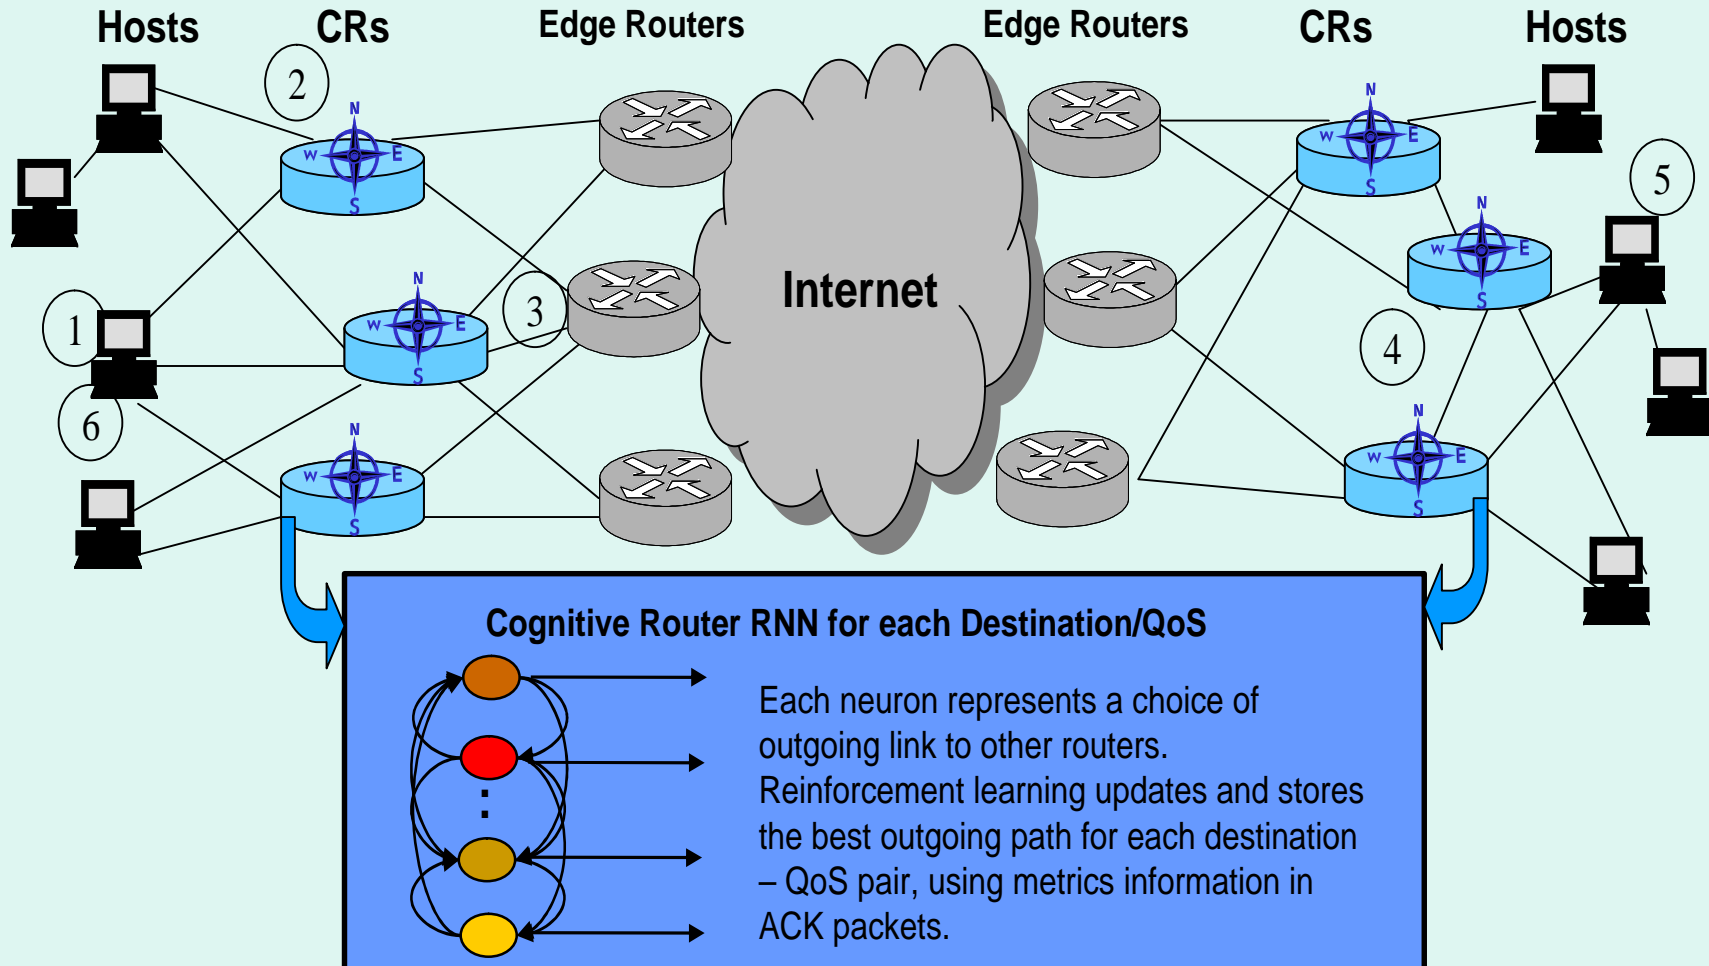 Hosts CRs Edge Routers Edge Routers CRs Hosts
2
N
W E
S
N
W E
S
5
N
W E
S
1
N
W E
S
3
Internet
4
6
N
W E
S
N
W E
S
Cognitive Router RNN for each Destination/QoS
Each neuron represents a choice of
outgoing link to other routers.
Reinforcement learning updates and stores
the best outgoing path for each destination
– QoS pair, using metrics information in
ACK packets.